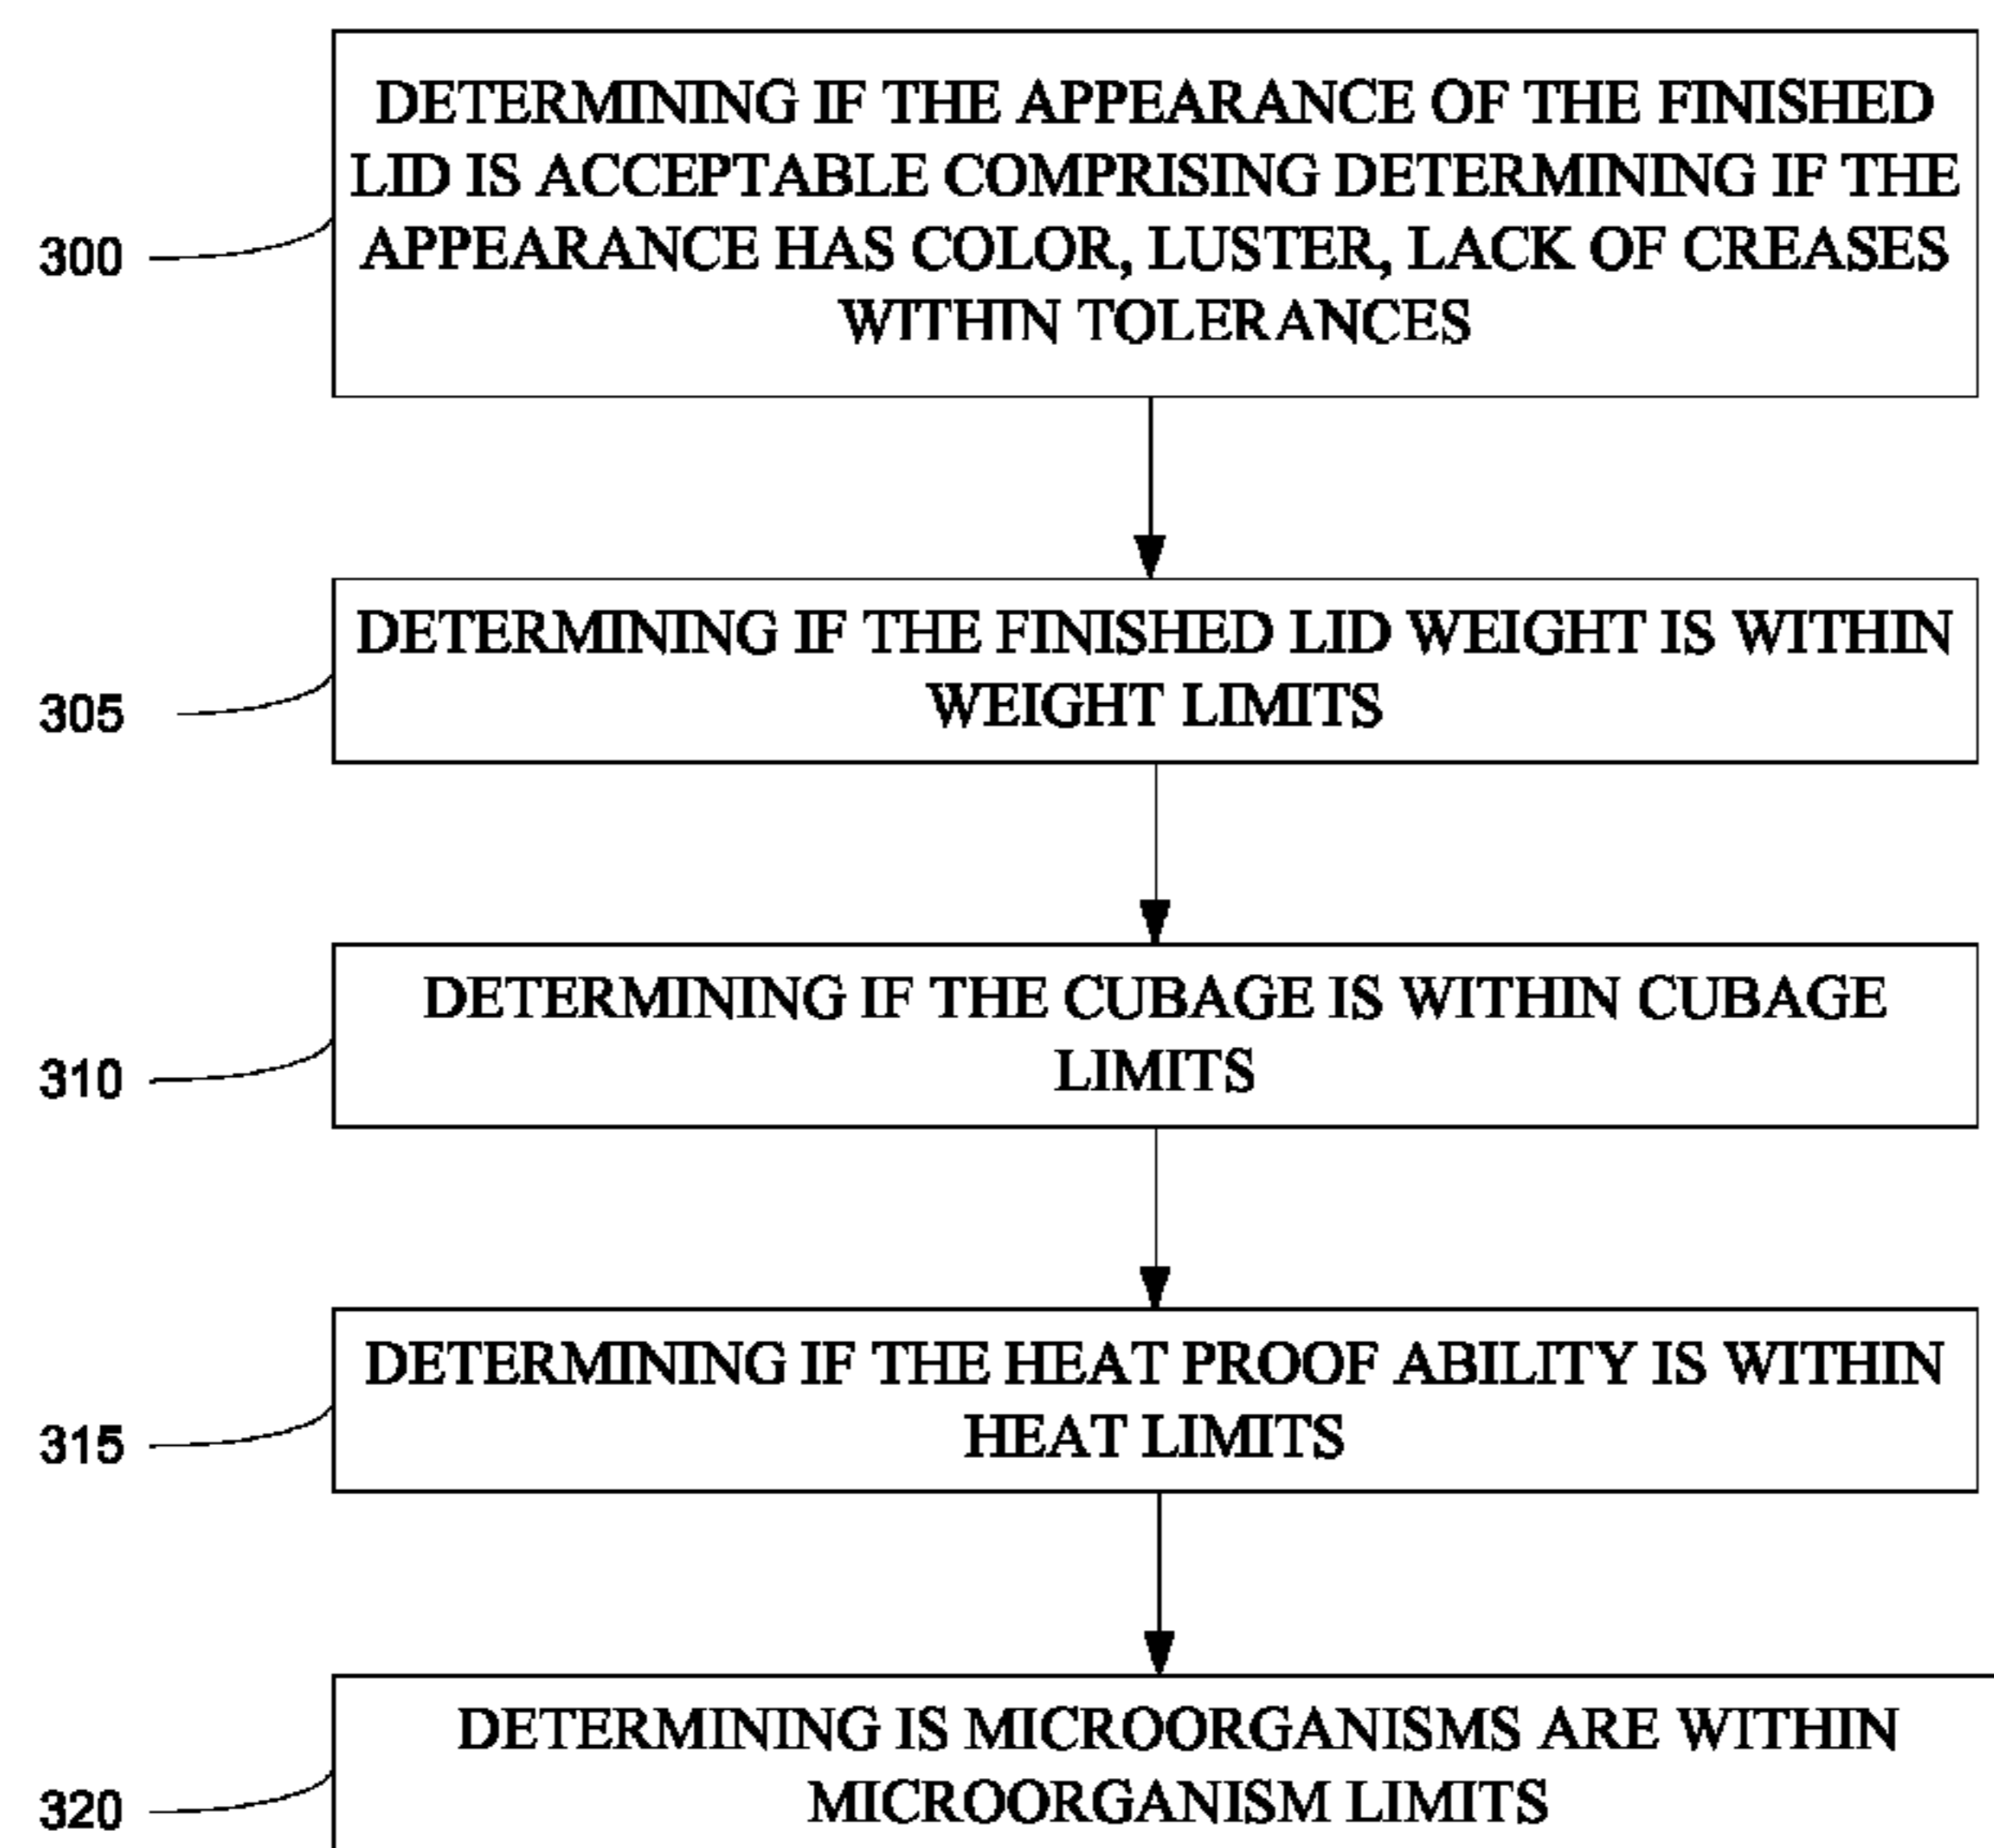 DETERMINING IF THE APPEARANCE OF THE FINISHED
LID IS ACCEPTABLE COMPRISING DETERMINING IF THE
APPEARANCE HAS COLOR, LUSTER, LACK OF CREASES
WITHIN TOLERANCES
300
DETERMINING IF THE FINISHED LID WEIGHT IS WITHIN
WEIGHT LIMITS
305
DETERMINING IF THE CUBAGE IS WITHIN CUBAGE
LIMITS
310
DETERMINING IF THE HEAT PROOF ABILITY IS WITHIN
HEAT LIMITS
315
DETERMINING IS MICROORGANISMS ARE WITHIN
MICROORGANISM LIMITS
320